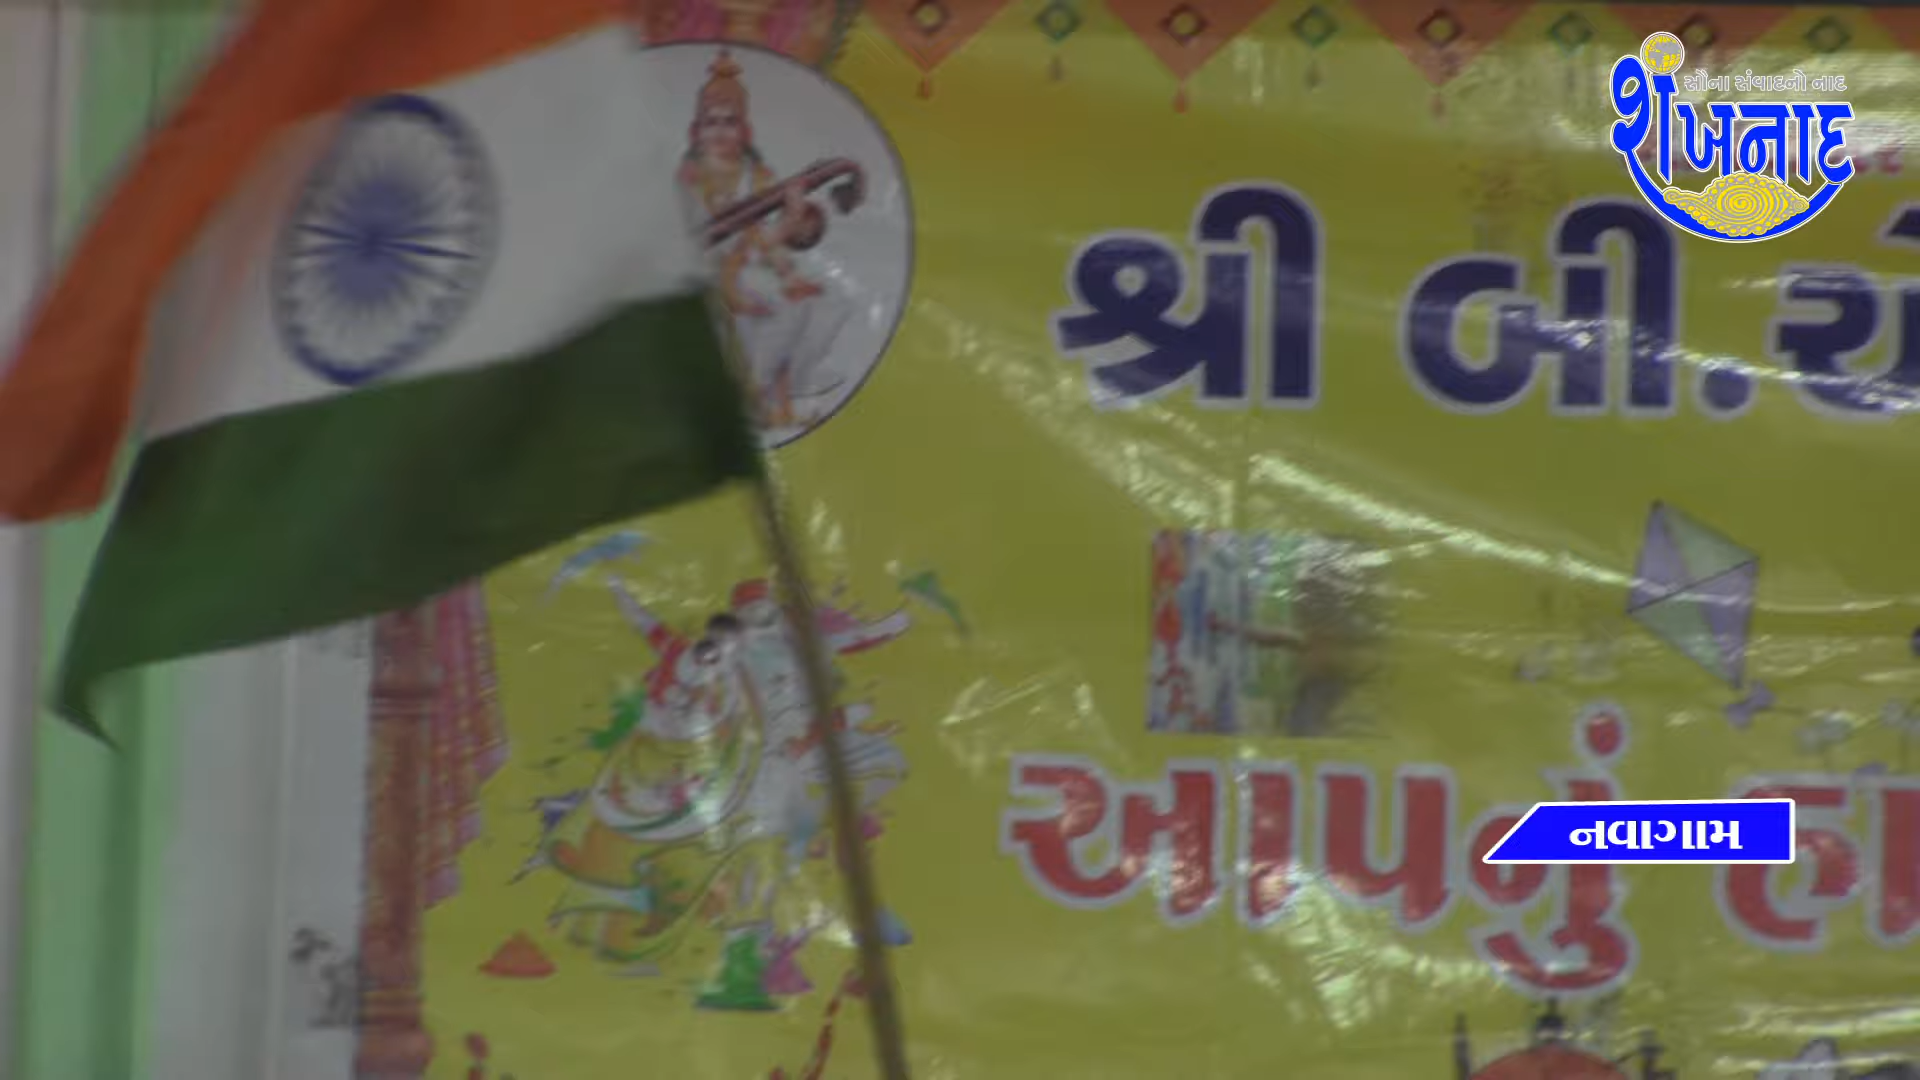 સૌના સંવાદનો નાદ
શંખનાદ
શ્રી બી.
આપનું
નવાગામ